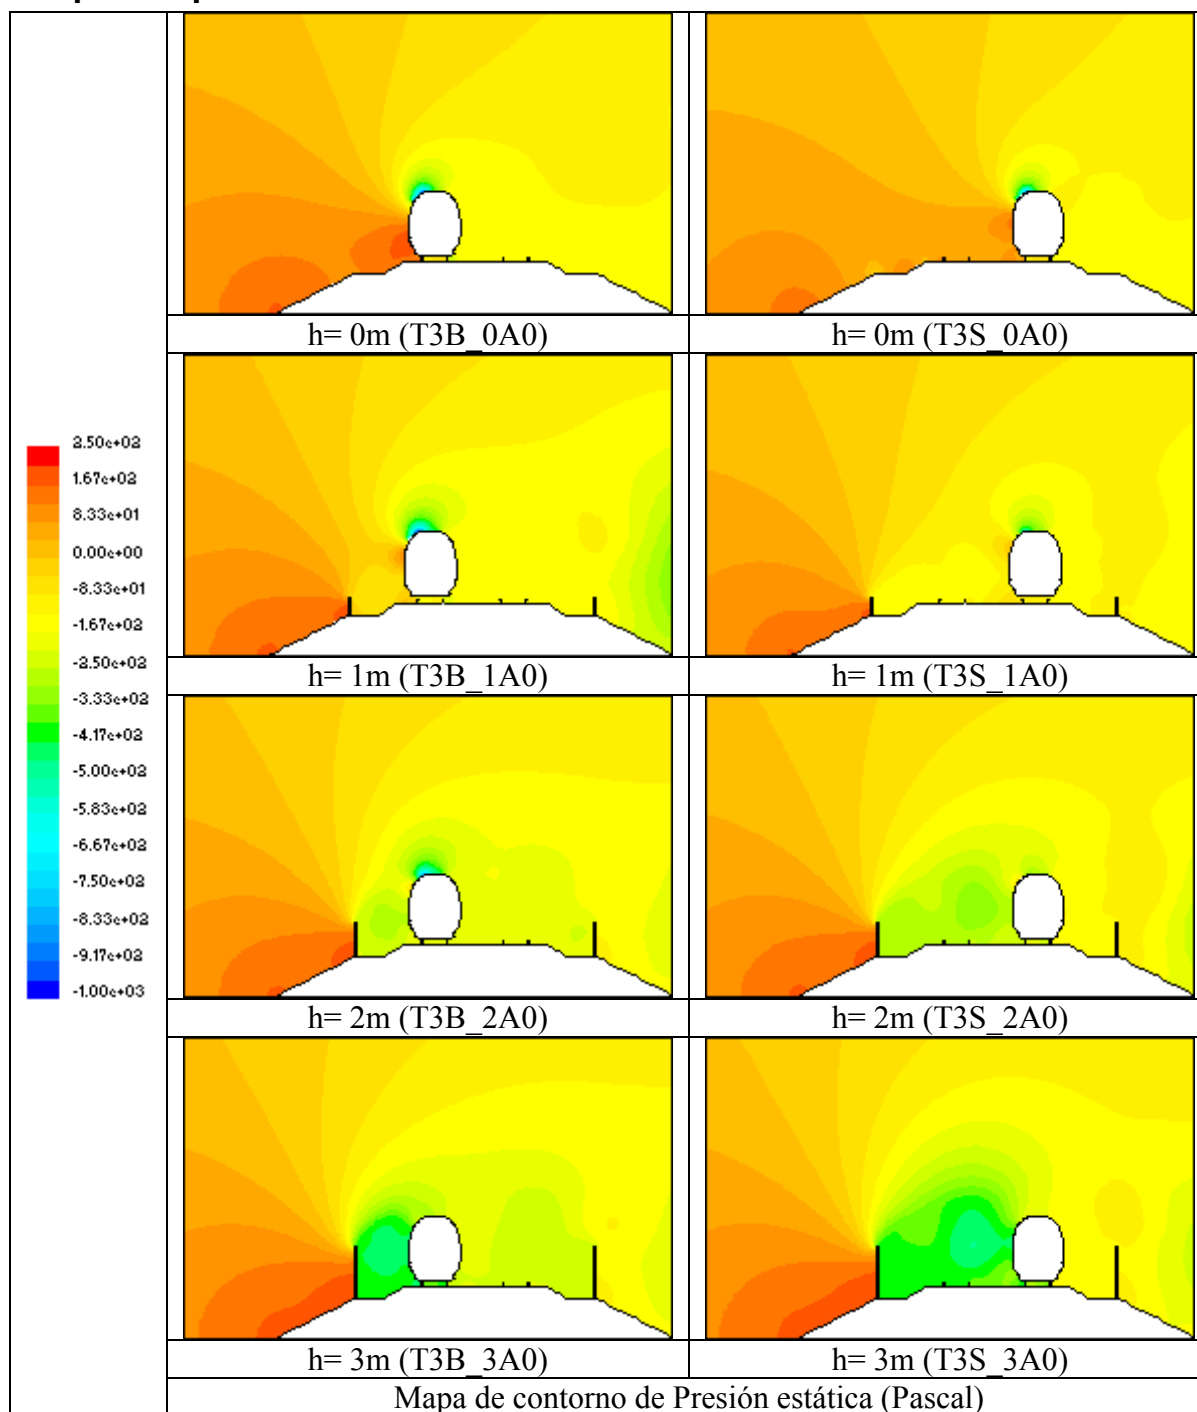 h= 0m (T3B_0A0)
h= 0m (T3S_0A0)
2.50e+02
1.67e+02
8.33e+01
0.00e+00
-8.33e+01
-1.67e+02
-2.50e+02
-3.33e+02
-4.17e+02
-5.00e+02
-5.83e+02
-6.67e+02
-7.50e+02
-8.33e+02
-9.17e+02
-1.00e+03
h= 1m (T3B_1A0)
h= 1m (T3S_1A0)
h= 2m (T3B_2A0)
h= 2m (T3S_2A0)
h= 3m (T3B_3A0)
h= 3m (T3S_3A0)
Mapa de contorno de Presión estática (Pascal)